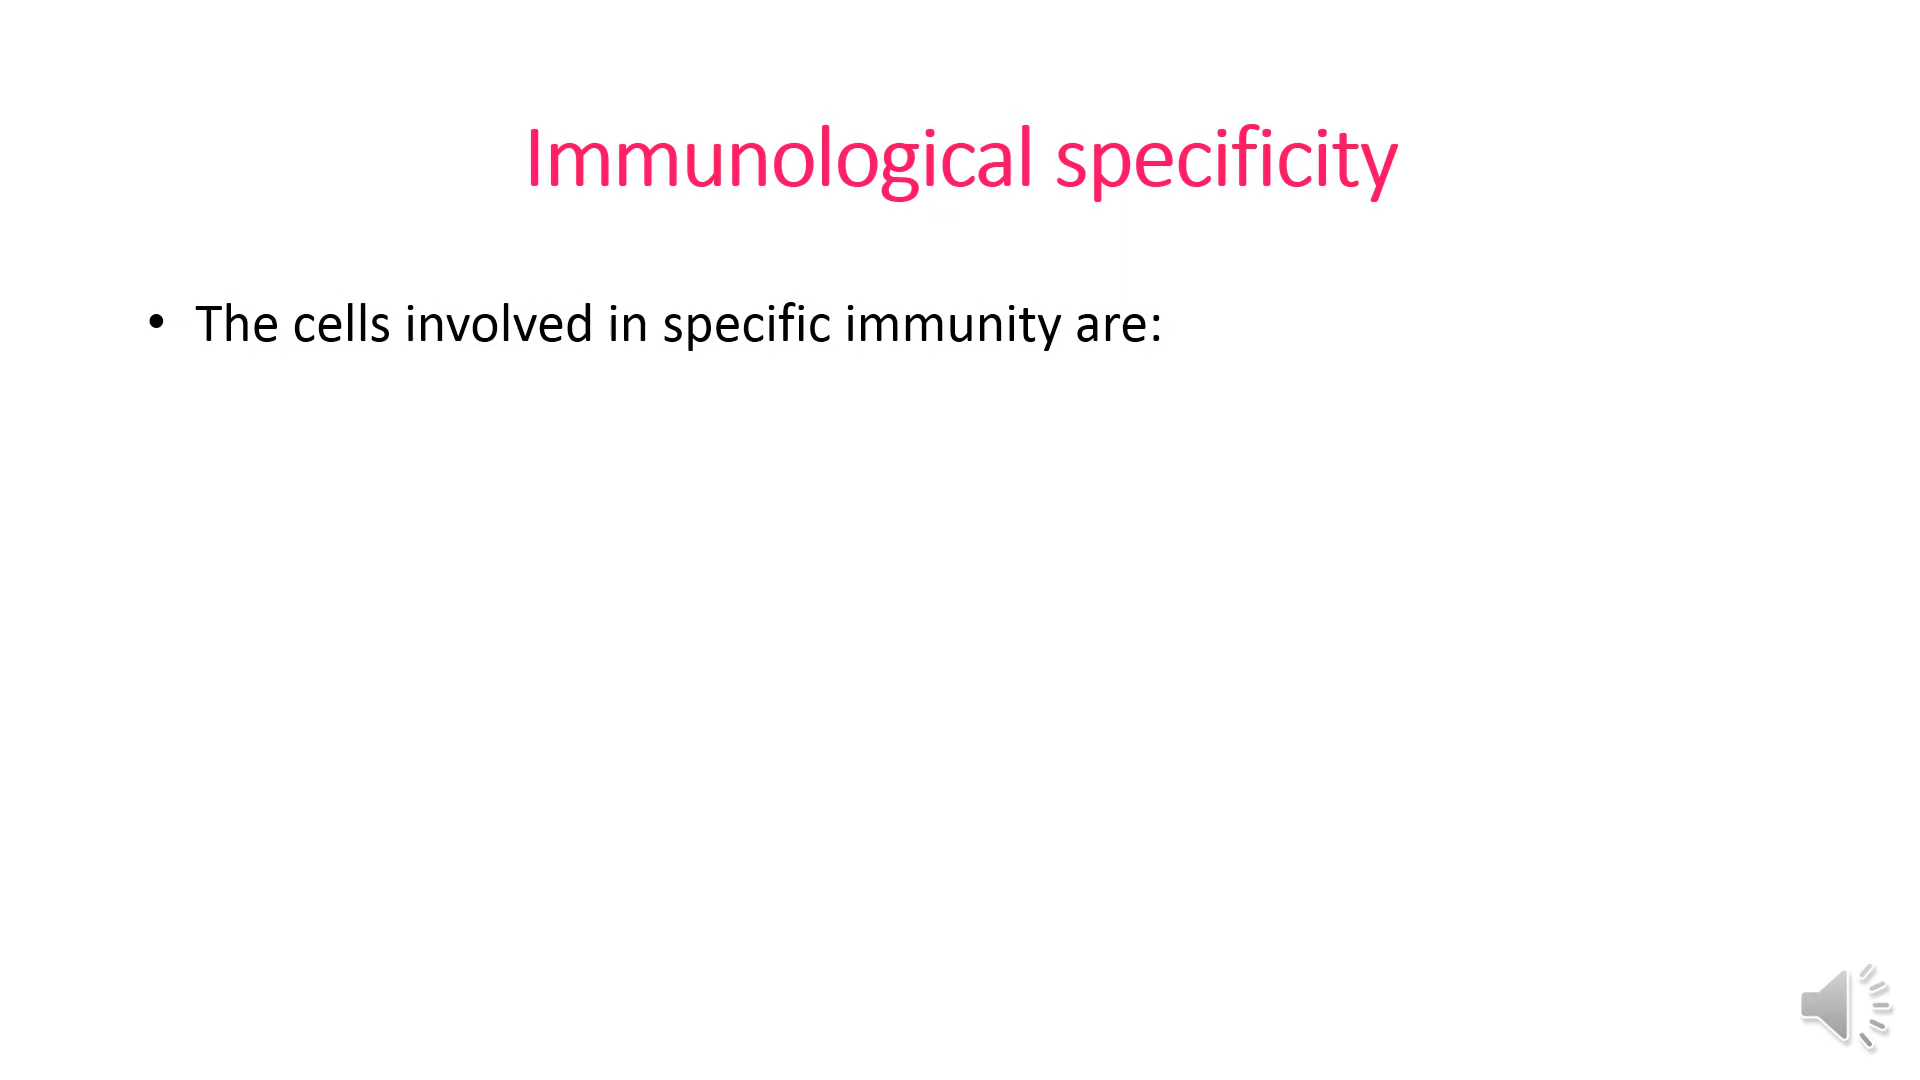 Immunological specificity
• The cells involved in specific immunity are: